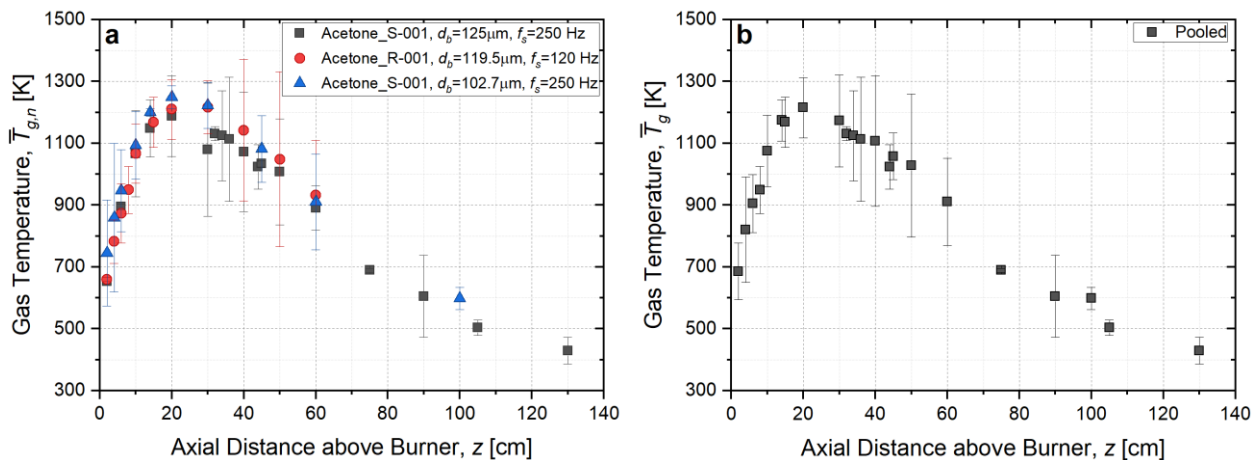 a
Acetone_S-001, d_b=125μm, f_s=250 Hz
Acetone_R-001, d_b=119.5μm, f_s=120 Hz
Acetone_S-001, d_b=102.7μm, f_s=250 Hz
1500
1300
1100
900
700
500
300
Gas Temperature, T̅_g,n [K]
0 20 40 60 80 100 120 140
Axial Distance above Burner, z [cm]
b
Pooled
1500
1300
1100
900
700
500
300
Gas Temperature, T̅_g [K]
0 20 40 60 80 100 120 140
Axial Distance above Burner, z [cm]